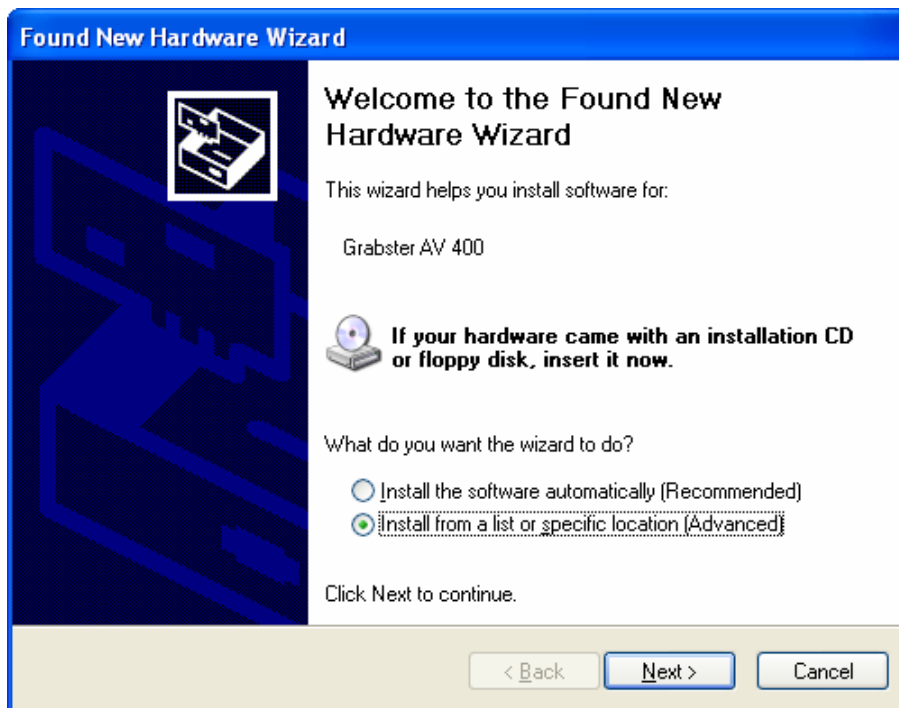 Found New Hardware Wizard
Welcome to the Found New
Hardware Wizard
This wizard helps you install software for:
Grabster AV 400
If your hardware came with an installation CD
or floppy disk, insert it now.
What do you want the wizard to do?
Install the software automatically (Recommended)
Install from a list or specific location (Advanced)
Click Next to continue.
< Back Next > Cancel